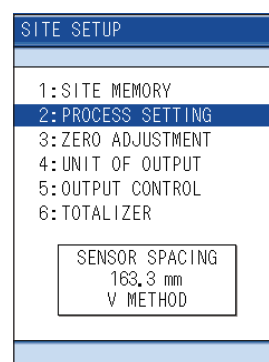 SITE SETUP
1:SITE MEMORY
2:PROCESS SETTING
3:ZERO ADJUSTMENT
4:UNIT OF OUTPUT
5:OUTPUT CONTROL
6:TOTALIZER
SENSOR SPACING
163.3 mm
V METHOD